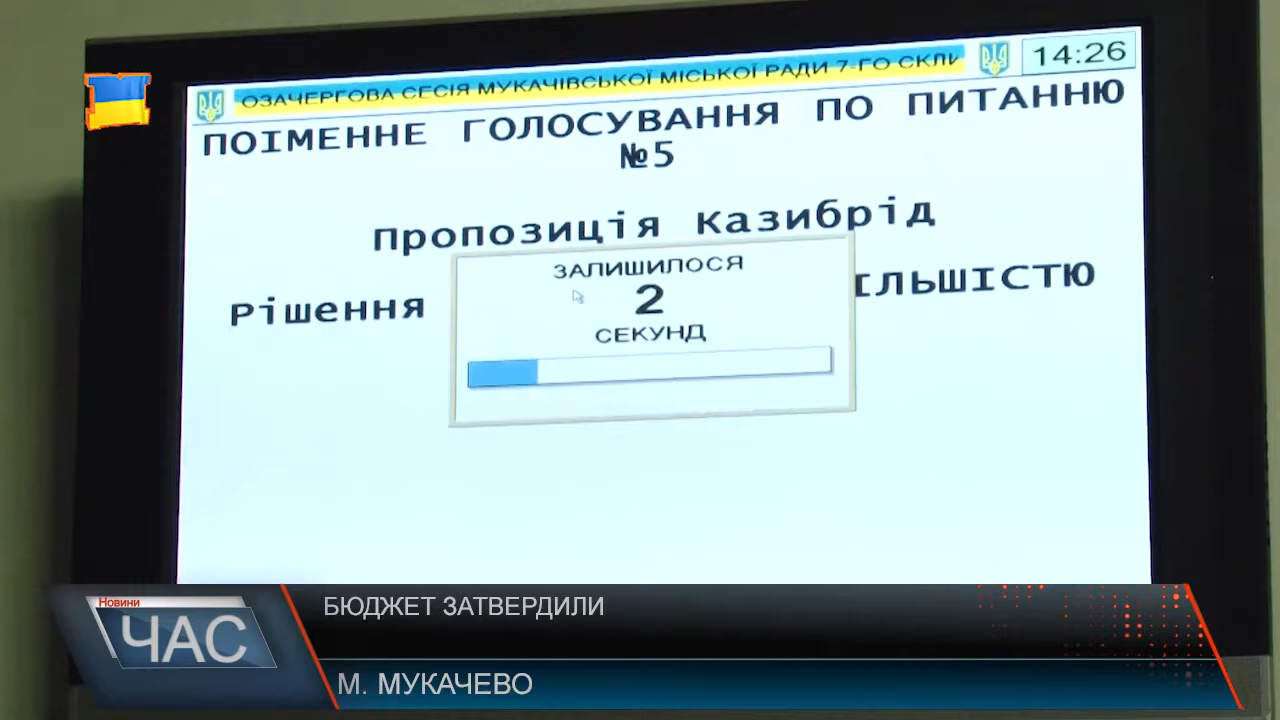 ОЗАЧЕРГОВА СЕСІЯ МУКАЧІВСЬКОЇ МІСЬКОЇ РАДИ 7-ГО СКЛИ
14:26
ПОІМЕННЕ ГОЛОСУВАННЯ ПО ПИТАННЮ
№5
Пропозиція Казибрід
ЗАЛИШИЛОСЯ
2
СЕКУНД
Рішення ІЛЬШІСТЮ
Новини
ЧАС
БЮДЖЕТ ЗАТВЕРДИЛИ
М. МУКАЧЕВО